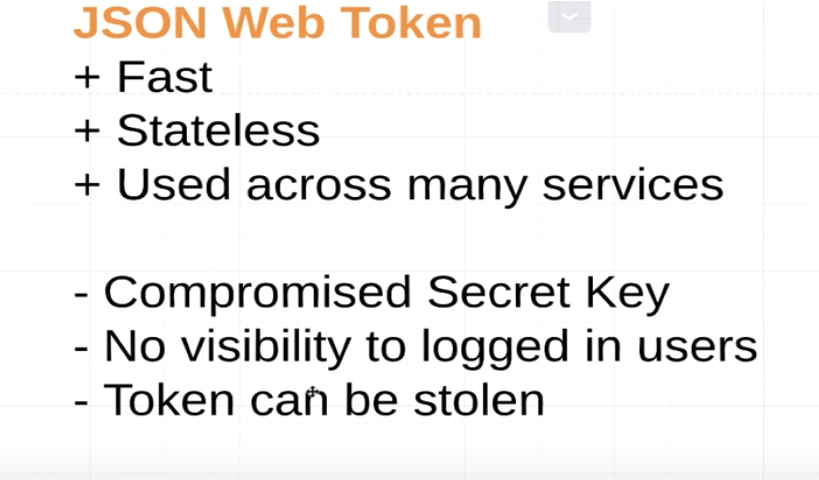 JSON Web Token
+ Fast
+ Stateless
+ Used across many services
- Compromised Secret Key
- No visibility to logged in users
- Token can be stolen